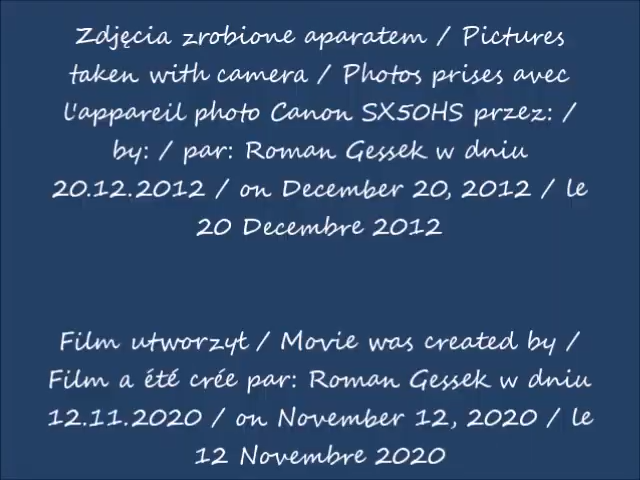 Zdjęcia zrobione aparatem / Pictures
taken with camera / Photos prises avec
l'appareil photo Canon SX50HS przez: /
by: / par: Roman Gessek w dniu
20.12.2012 / on December 20, 2012 / le
20 Decembre 2012
Film utworzył / Movie was created by /
Film a été crée par: Roman Gessek w dniu
12.11.2020 / on November 12, 2020 / le
12 Novembre 2020